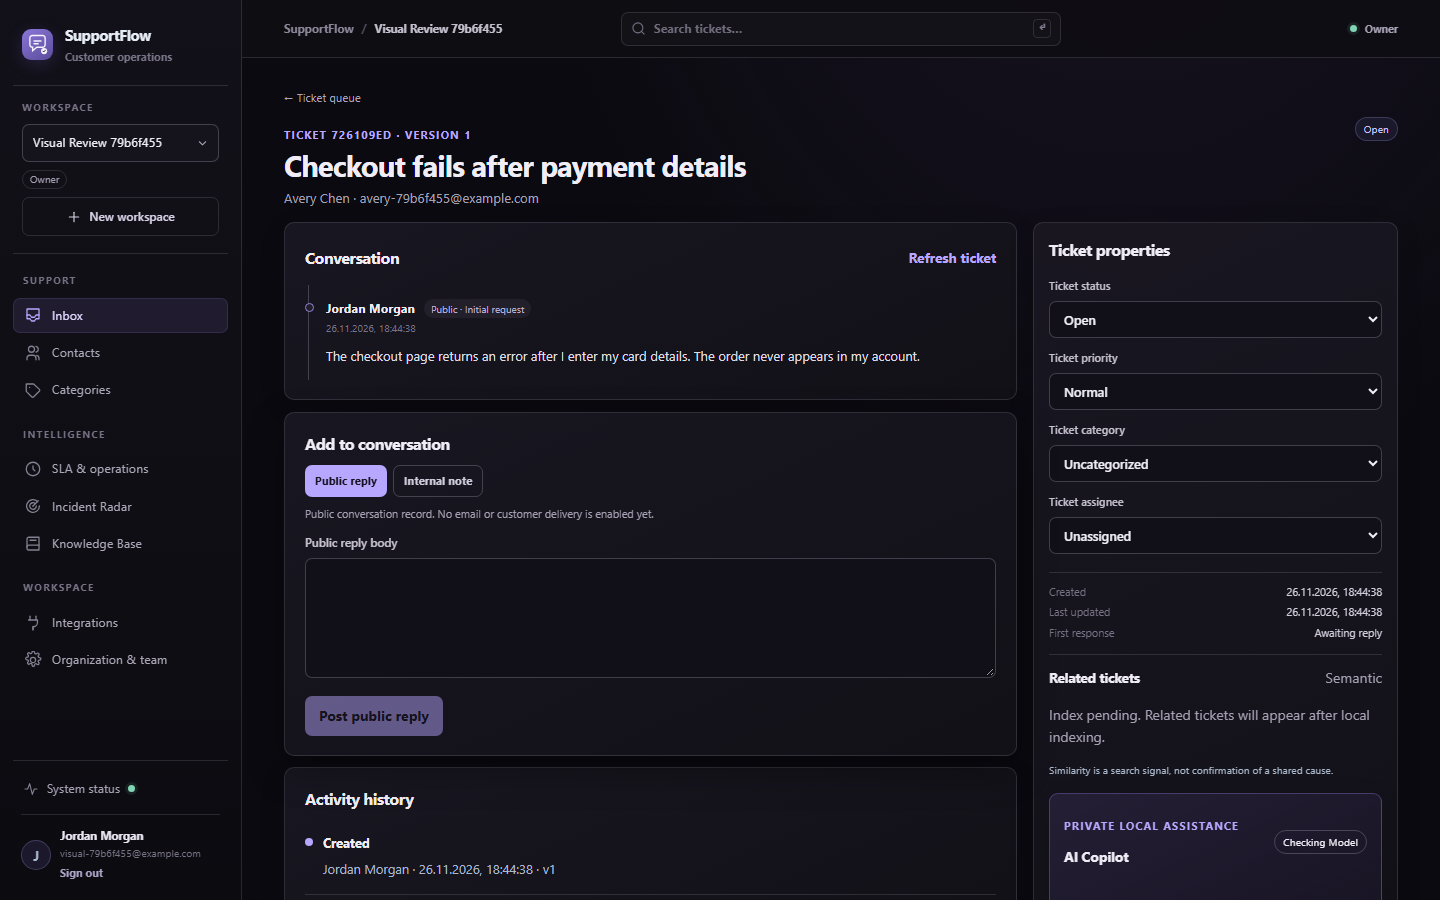 SupportFlow
Customer operations
WORKSPACE
Visual Review 79b6f455
Owner
New workspace
SUPPORT
Inbox
Contacts
Categories
INTELLIGENCE
SLA & operations
Incident Radar
Knowledge Base
WORKSPACE
Integrations
Organization & team
System status
J
Jordan Morgan
visual-79b6f455@example.com
Sign out
SupportFlow / Visual Review 79b6f455
Search tickets...
Owner
← Ticket queue
TICKET 726109ED · VERSION 1
Open
Checkout fails after payment details
Avery Chen · avery-79b6f455@example.com
Conversation
Refresh ticket
Jordan Morgan Public · Initial request
26.11.2026, 18:44:38
The checkout page returns an error after I enter my card details. The order never appears in my account.
Add to conversation
Public reply
Internal note
Public conversation record. No email or customer delivery is enabled yet.
Public reply body
Post public reply
Activity history
Created
Jordan Morgan · 26.11.2026, 18:44:38 · v1
Ticket properties
Ticket status
Open
Ticket priority
Normal
Ticket category
Uncategorized
Ticket assignee
Unassigned
Created 26.11.2026, 18:44:38
Last updated 26.11.2026, 18:44:38
First response Awaiting reply
Related tickets Semantic
Index pending. Related tickets will appear after local
indexing.
Similarity is a search signal, not confirmation of a shared cause.
PRIVATE LOCAL ASSISTANCE
AI Copilot
Checking Model